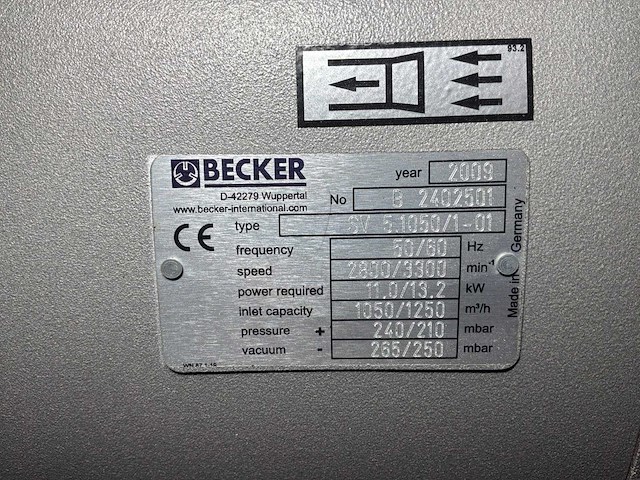 93.2
BECKER
D-42279 Wuppertal
www.becker-international.com
year 2009
No B 2402501
type SV 5.1050/1-01
CE
frequency 50/60 Hz
speed 2800/3300 min⁻¹
power required 11.0/13.2 kW
inlet capacity 1050/1250 m³/h
pressure + 240/210 mbar
vacuum - 265/250 mbar
Made in Germany